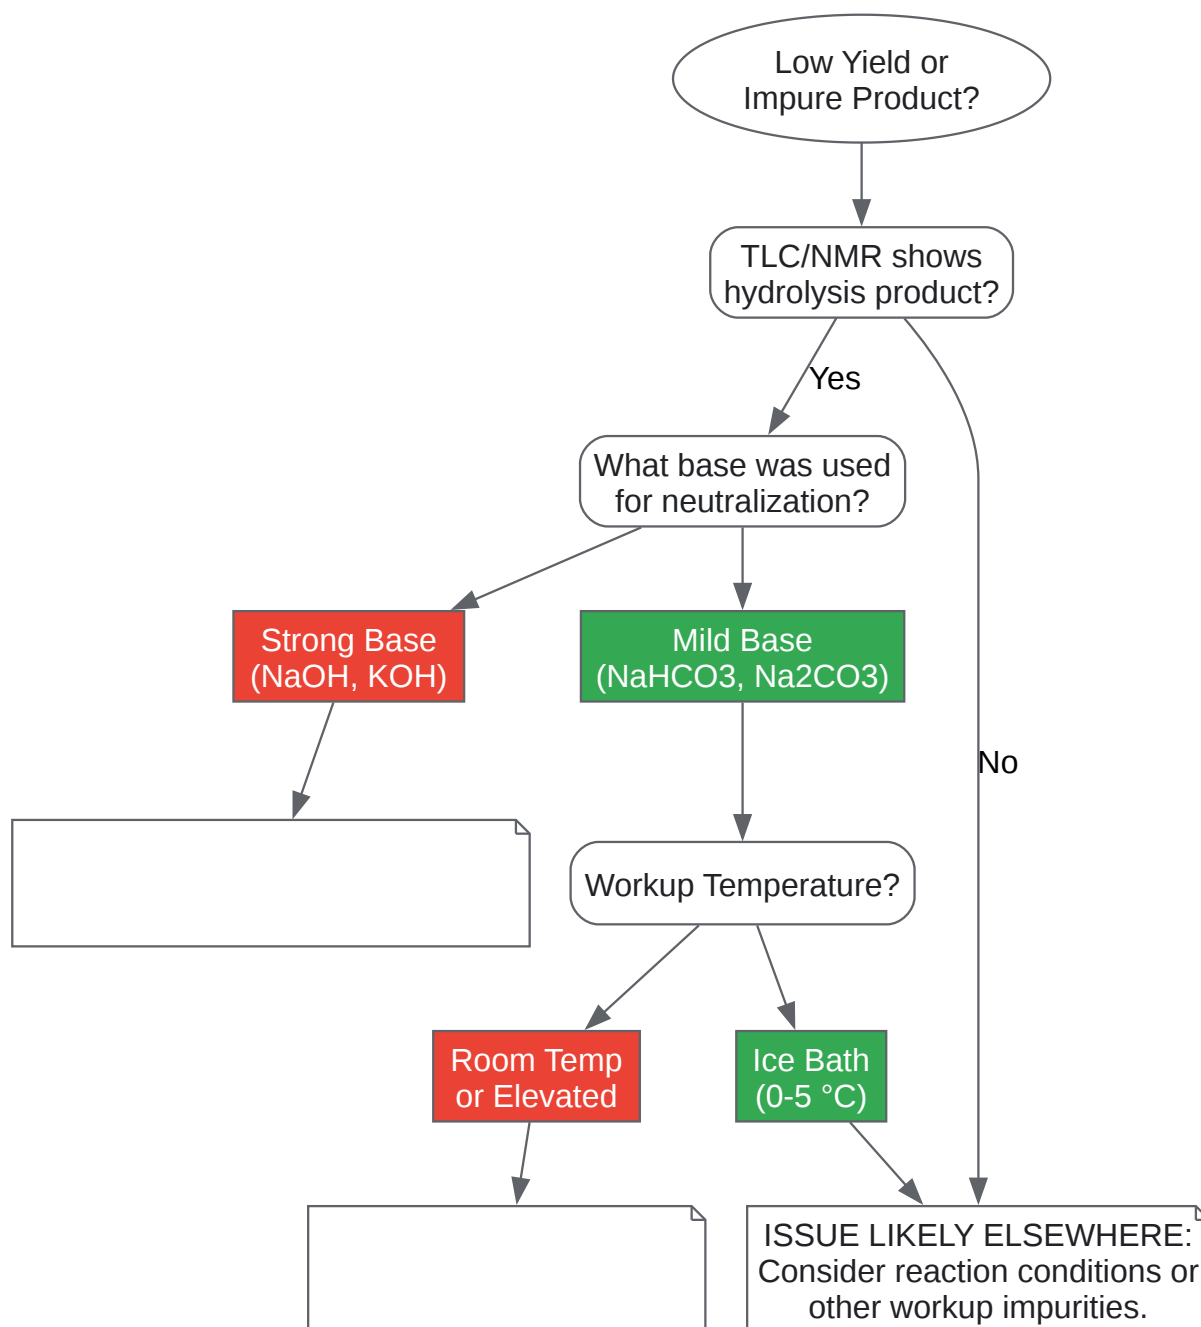 Low Yield or
Impure Product?
TLC/NMR shows
hydrolysis product?
Yes
What base was used
for neutralization?
Strong Base
(NaOH, KOH)
Mild Base
(NaHCO3, Na2CO3)
No
Workup Temperature?
Room Temp
or Elevated
Ice Bath
(0-5 °C)
ISSUE LIKELY ELSEWHERE:
Consider reaction conditions or
other workup impurities.